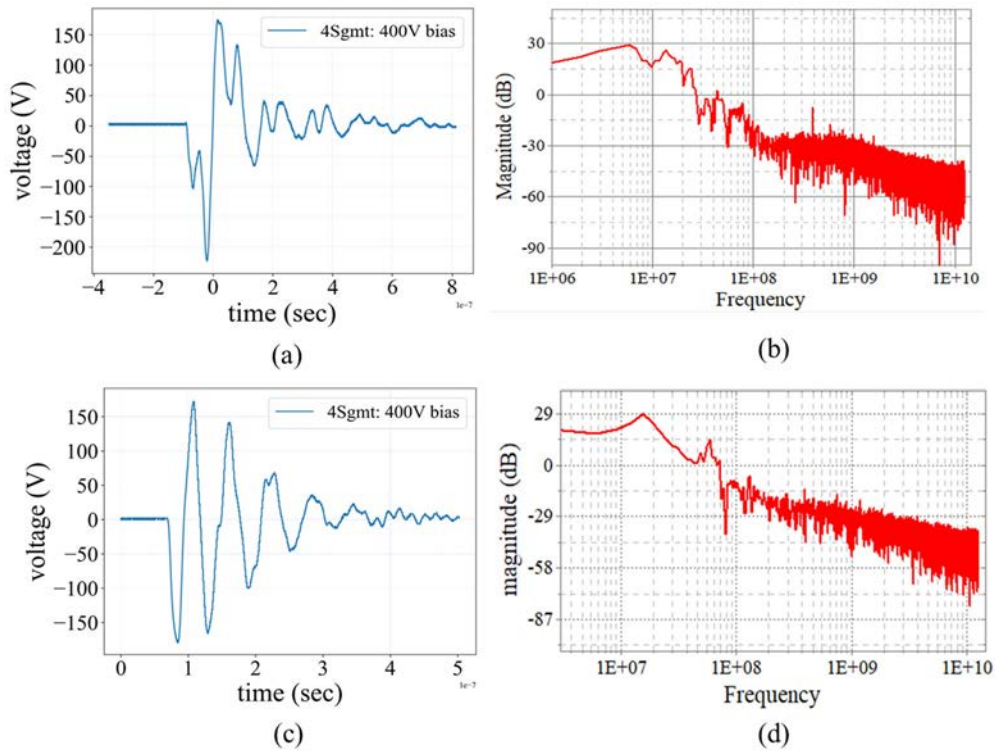 4Sgmt: 400V bias
voltage (V)
150
100
50
0
−50
−100
−150
−200
−4
−2
0
2
4
6
8
1e−7
time (sec)
(a)
Magnitude (dB)
30
0
-30
-60
-90
1E+06
1E+07
1E+08
1E+09
1E+10
Frequency
(b)
4Sgmt: 400V bias
voltage (V)
150
100
50
0
−50
−100
−150
0
1
2
3
4
5
1e−7
time (sec)
(c)
magnitude (dB)
29
0
-29
-58
-87
1E+07
1E+08
1E+09
1E+10
Frequency
(d)